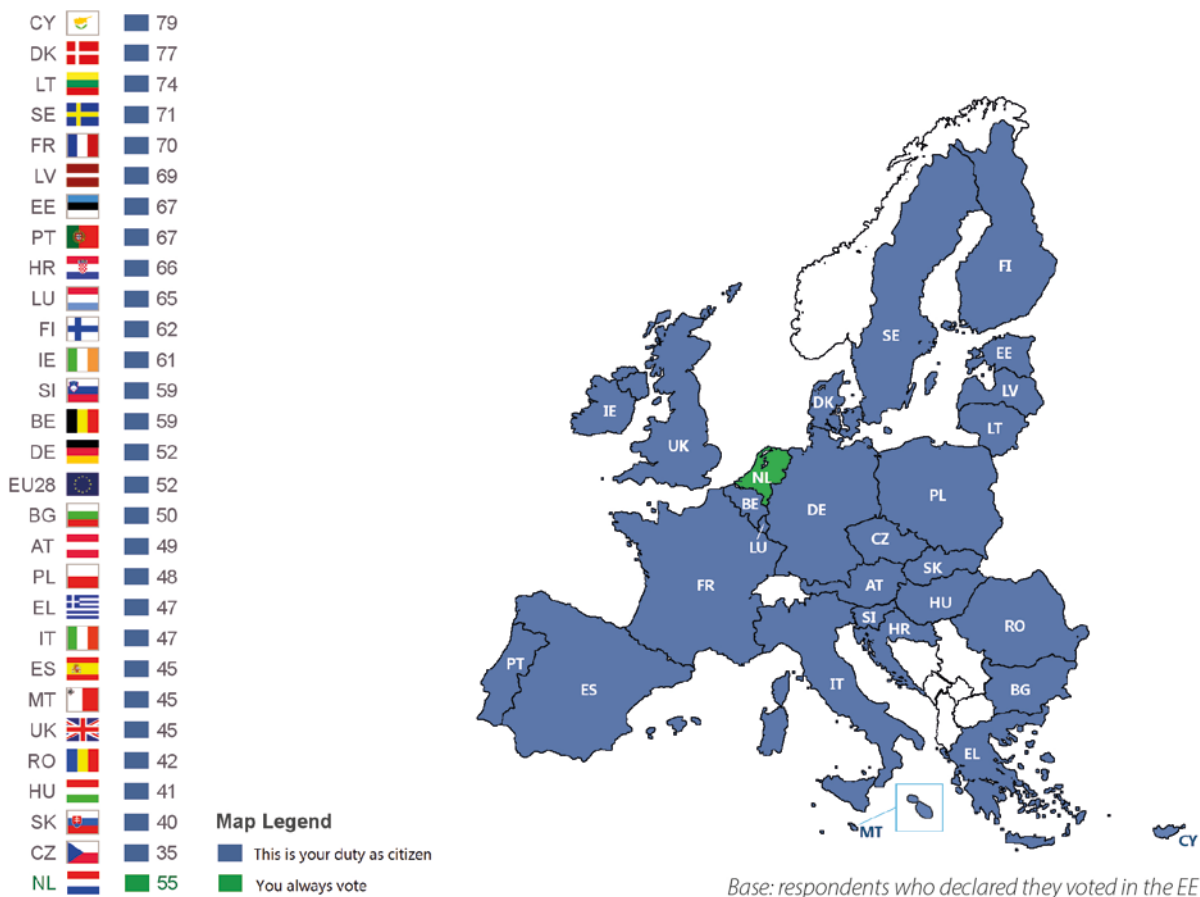 CY 79
DK 77
LT 74
SE 71
FR 70
LV 69
EE 67
PT 67
HR 66
LU 65
FI 62
IE 61
SI 59
BE 59
DE 52
EU28 52
BG 50
AT 49
PL 48
EL 47
IT 47
ES 45
MT 45
UK 45
RO 42
HU 41
SK 40
CZ 35
NL 55
Map Legend
This is your duty as citizen
You always vote
FI
SE
EE
LV
DK
LT
IE
UK
NL
PL
BE
DE
CZ
LU
SK
FR
AT
HU
SI
HR
RO
PT
ES
IT
BG
EL
MT
CY
Base: respondents who declared they voted in the EE